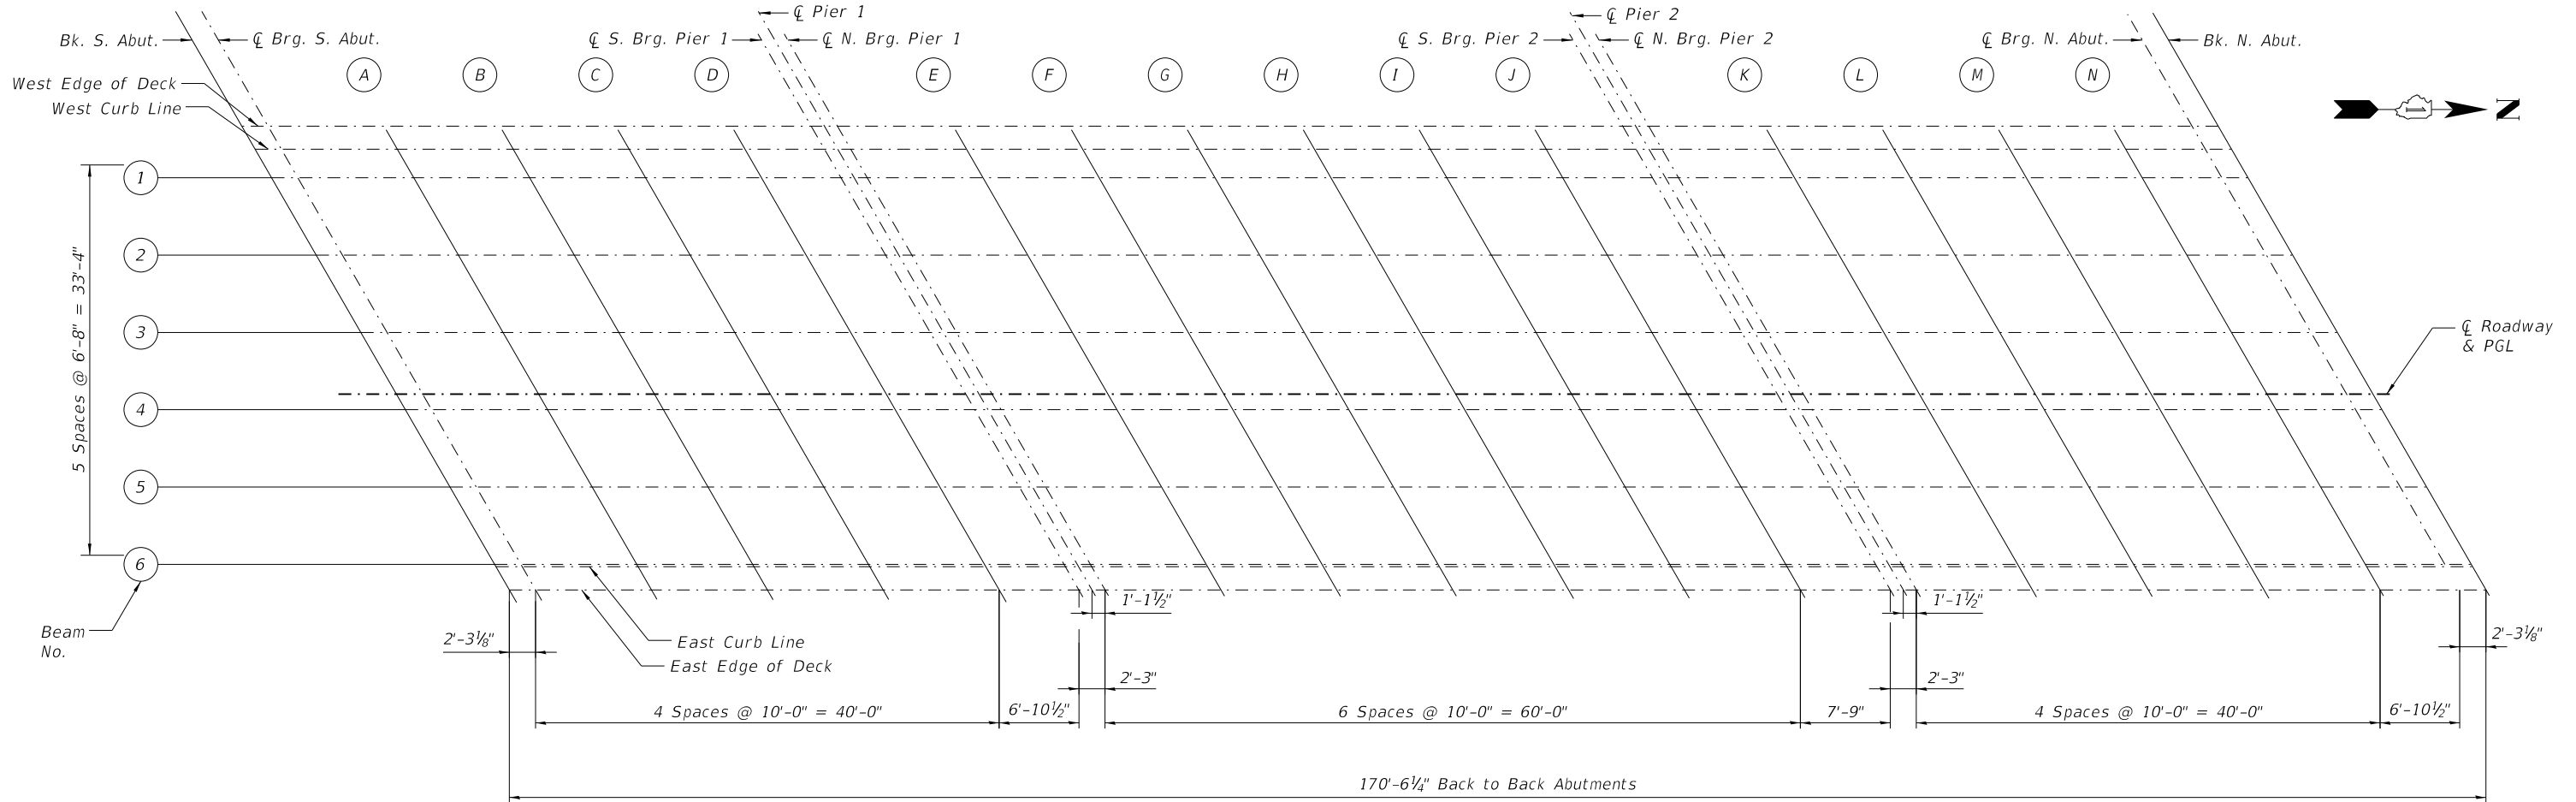 ℄ Pier 1
℄ Pier 2
Bk. S. Abut.
℄ Brg. S. Abut.
℄ S. Brg. Pier 1
℄ N. Brg. Pier 1
℄ S. Brg. Pier 2
℄ N. Brg. Pier 2
℄ Brg. N. Abut.
Bk. N. Abut.
A B C D E F G H I J K L M N
West Edge of Deck
West Curb Line
N
1
2
3
4
5
6
5 Spaces @ 6'-8" = 33'-4"
℄ Roadway
& PGL
Beam
No.
East Curb Line
East Edge of Deck
1'-1½"
1'-1½"
2'-3⅛"
2'-3⅛"
2'-3"
2'-3"
4 Spaces @ 10'-0" = 40'-0"
6'-10½"
6 Spaces @ 10'-0" = 60'-0"
7'-9"
4 Spaces @ 10'-0" = 40'-0"
6'-10½"
170'-6¼" Back to Back Abutments